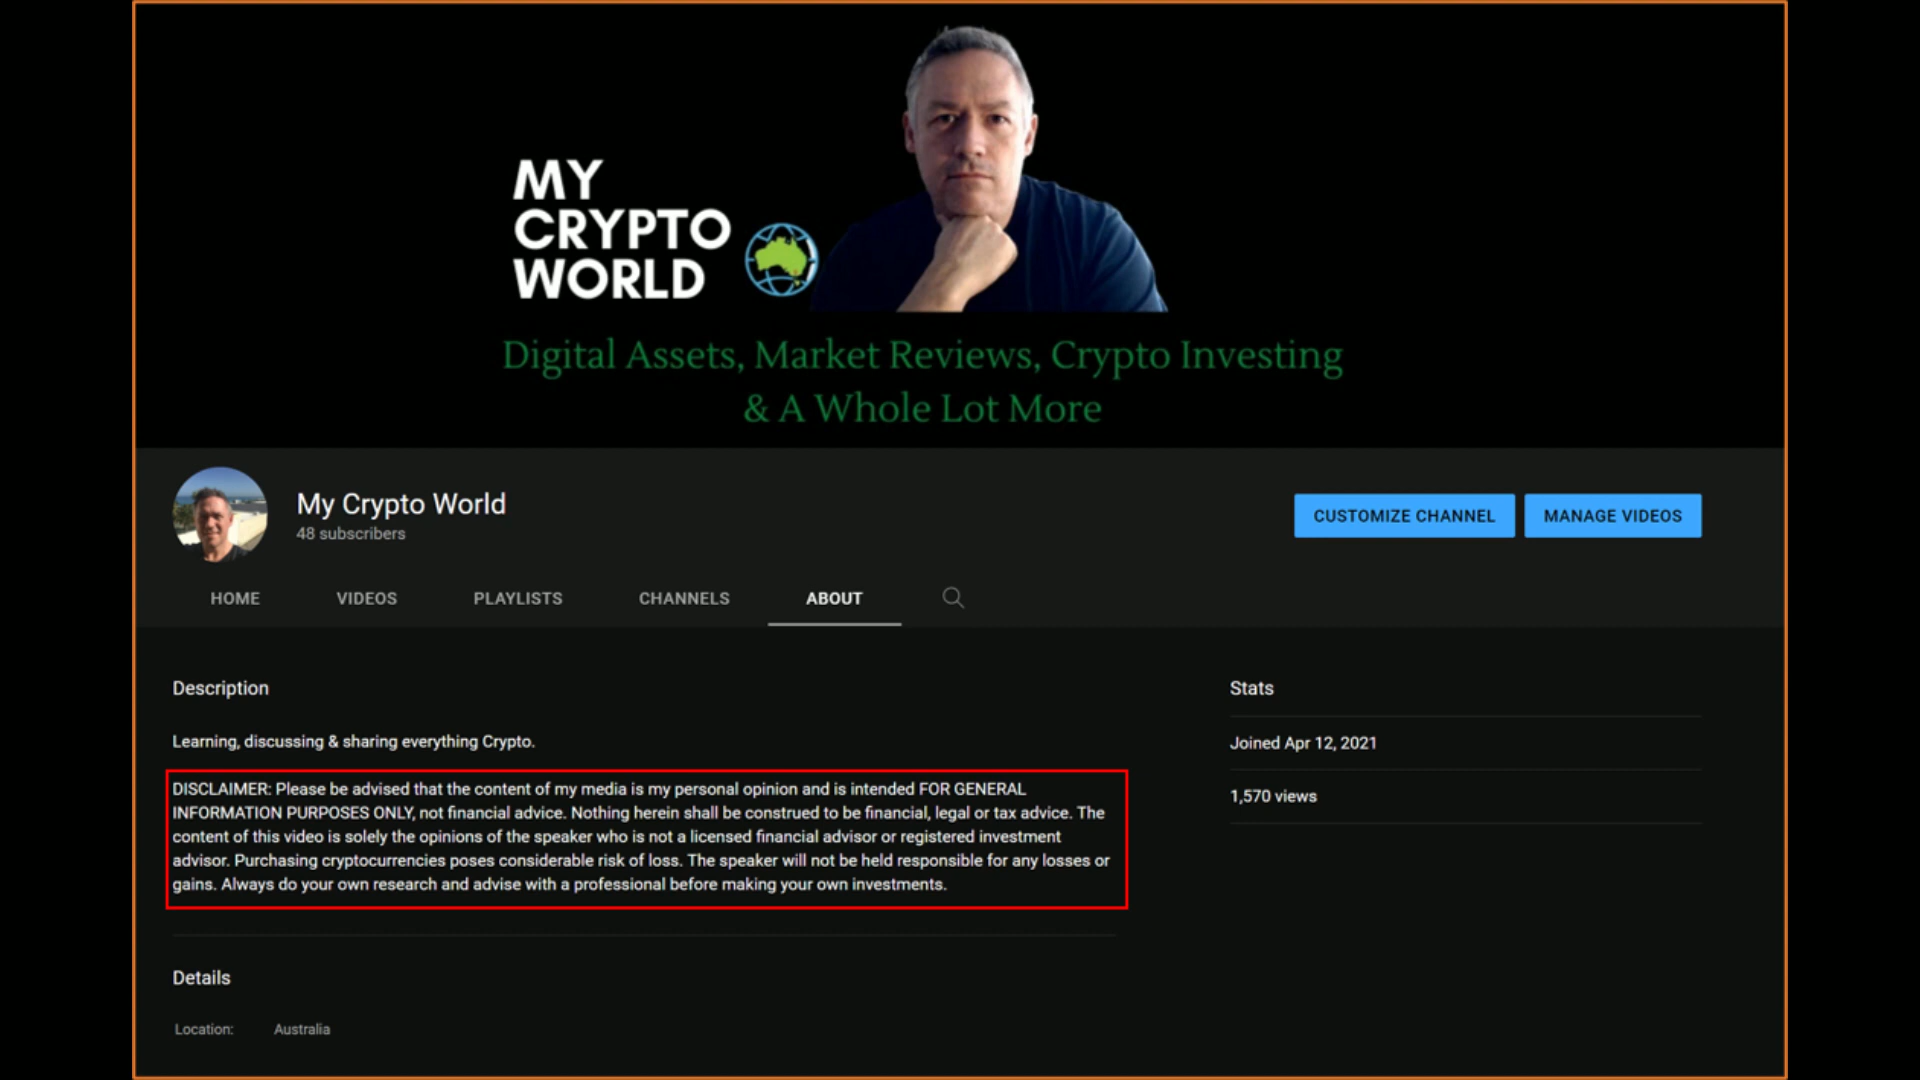 MY
CRYPTO
WORLD
Digital Assets, Market Reviews, Crypto Investing
& A Whole Lot More
My Crypto World
48 subscribers
CUSTOMIZE CHANNEL
MANAGE VIDEOS
HOME
VIDEOS
PLAYLISTS
CHANNELS
ABOUT
Description
Learning, discussing & sharing everything Crypto.
DISCLAIMER: Please be advised that the content of my media is my personal opinion and is intended FOR GENERAL
INFORMATION PURPOSES ONLY, not financial advice. Nothing herein shall be construed to be financial, legal or tax advice. The
content of this video is solely the opinions of the speaker who is not a licensed financial advisor or registered investment
advisor. Purchasing cryptocurrencies poses considerable risk of loss. The speaker will not be held responsible for any losses or
gains. Always do your own research and advise with a professional before making your own investments.
Stats
Joined Apr 12, 2021
1,570 views
Details
Location: Australia